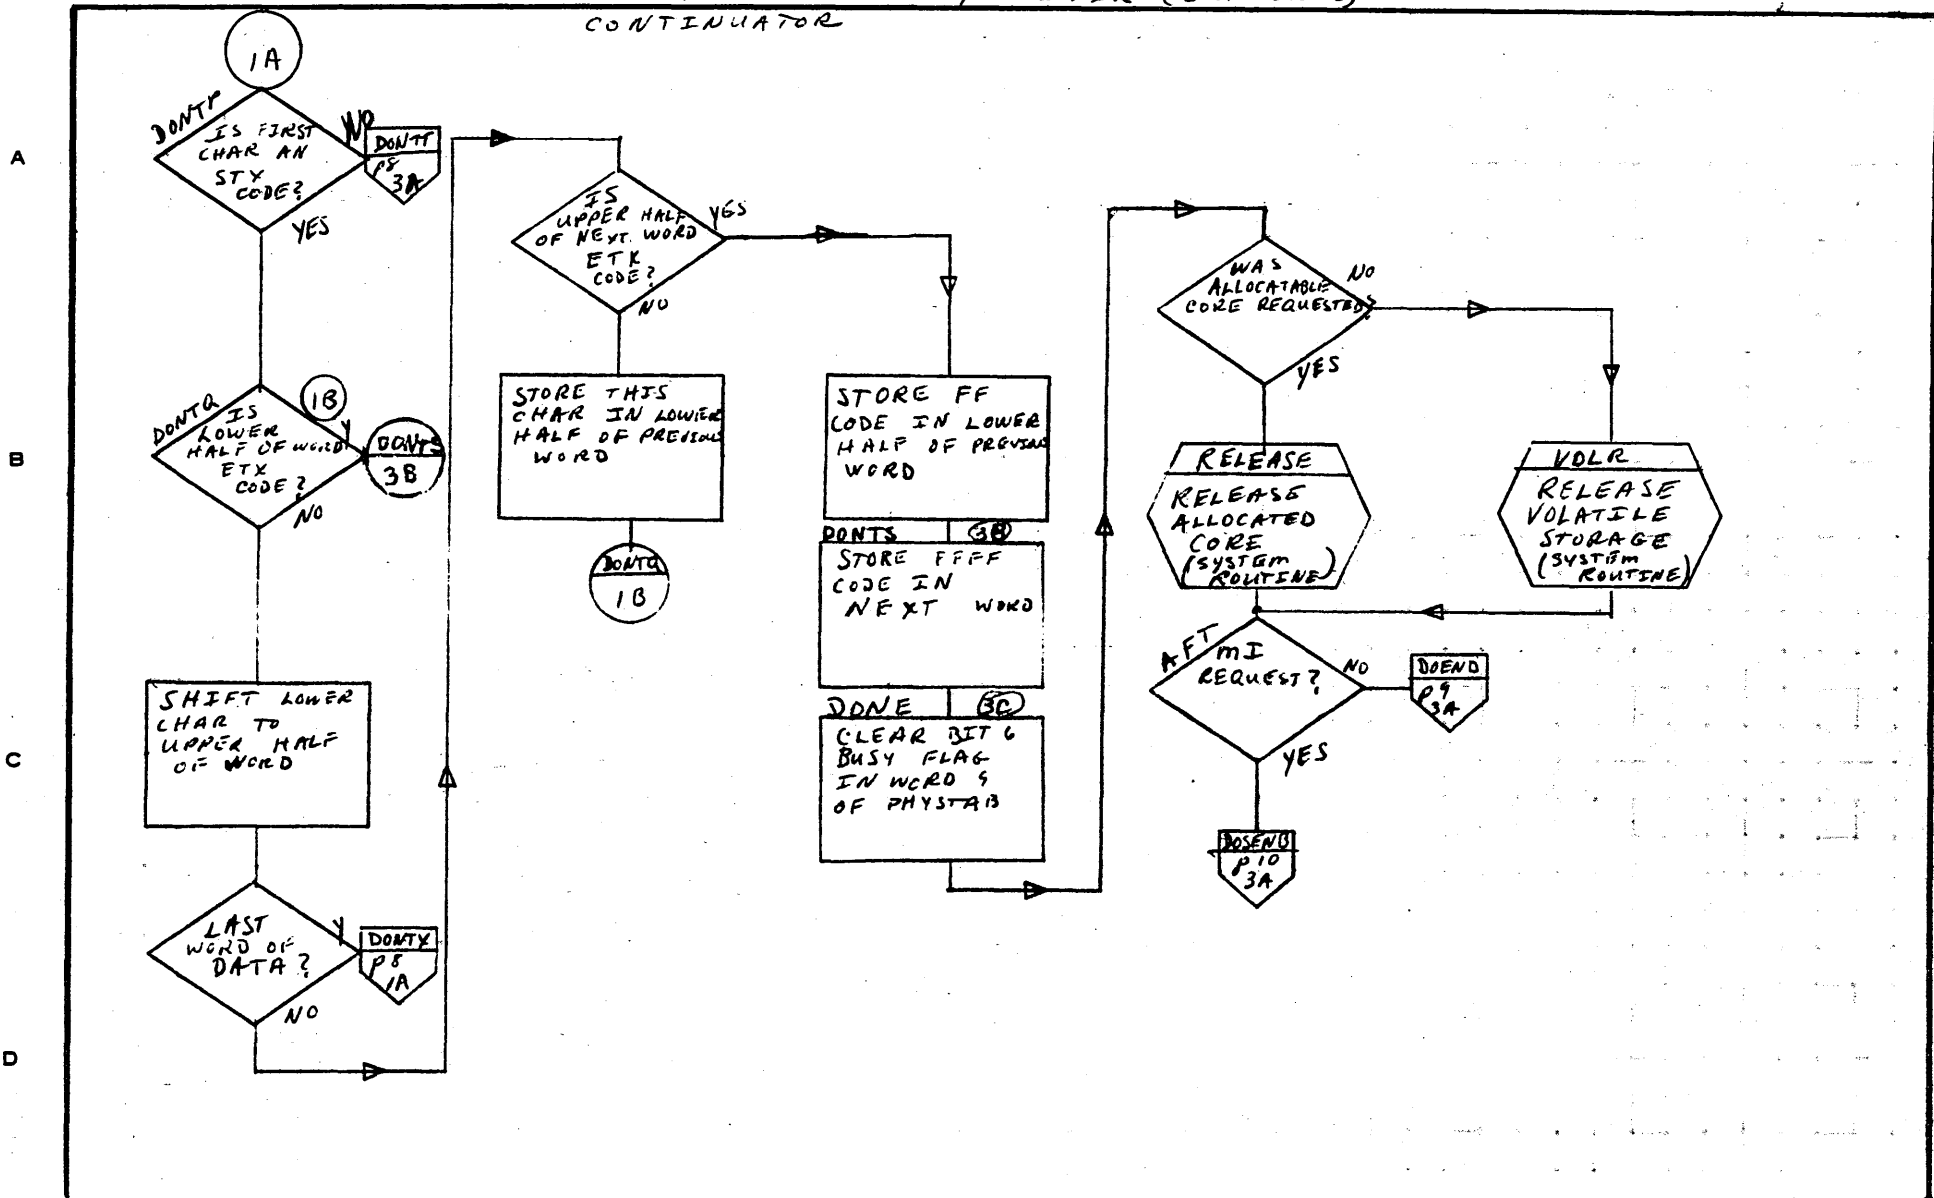 CONTINUATOR
1A
DONTP
IS FIRST
CHAR AN
STX
CODE?
NO
DONTT
P8
3A
YES
A
B
C
D
DONTQ
1B
IS
LOWER
HALF OF WORD
ETX
CODE?
Y
DONTS
3B
NO
SHIFT LOWER
CHAR TO
UPPER HALF
OF WORD
LAST
WORD OF
DATA?
Y
DONTX
P8
1A
NO
IS
UPPER HALF
OF NEXT WORD
ETX
CODE?
YES
NO
STORE THIS
CHAR IN LOWER
HALF OF PREVIOU
WORD
DONTQ
1B
STORE FF
CODE IN LOWER
HALF OF PREVIOU
WORD
DONTS
3B
STORE FFFF
CODE IN
NEXT WORD
DONE
3C
CLEAR BIT 6
BUSY FLAG
IN WORD 9
OF PHYSTAB
WAS
ALLOCATABLE
CORE REQUESTED?
NO
YES
RELEASE
RELEASE
ALLOCATED
CORE
(SYSTEM
ROUTINE)
VOLR
RELEASE
VOLATILE
STORAGE
(SYSTEM
ROUTINE)
AFT
MI
REQUEST?
NO
DOEND
P9
3A
YES
DOSENB
P10
3A